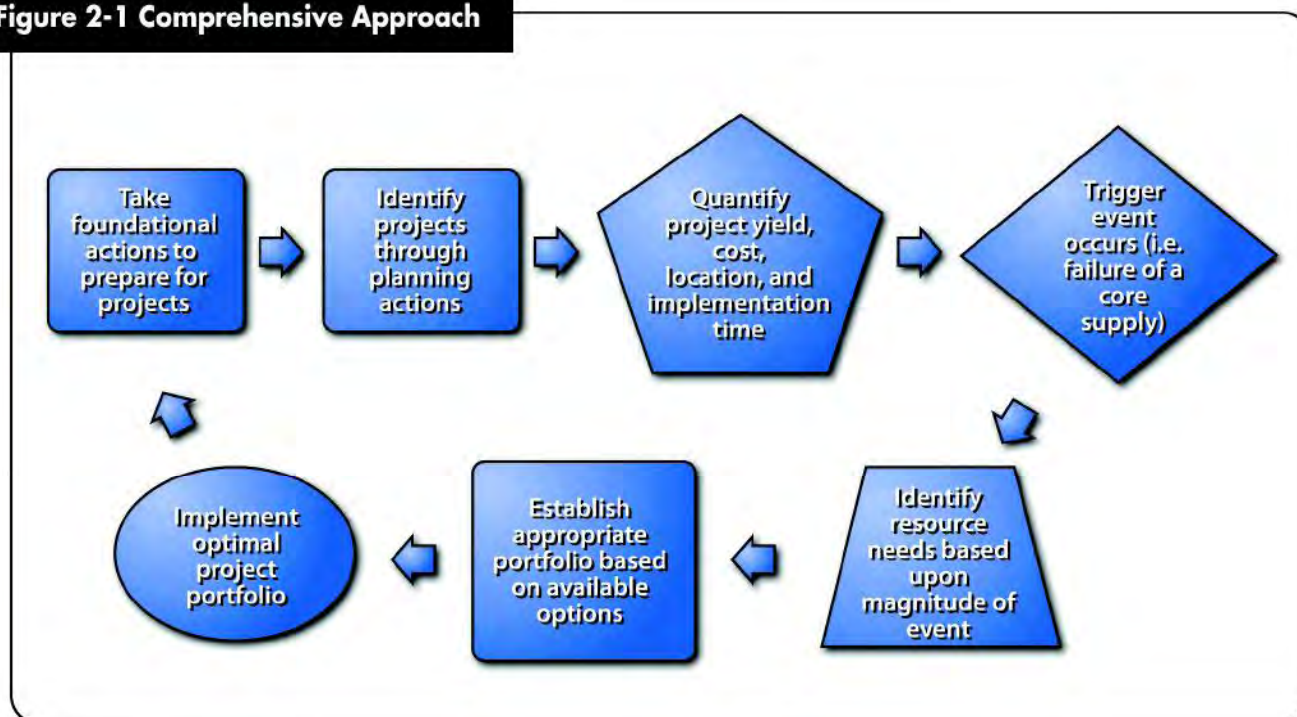 Figure 2-1 Comprehensive Approach
Take
foundational
actions to
prepare for
projects
Identify
projects
through
planning
actions
Quantify
project yield,
cost,
location, and
implementation
time
Trigger
event
occurs (i.e.
failure of a
core
supply)
Identify
resource
needs based
upon
magnitude of
event
Establish
appropriate
portfolio based
on available
options
Implement
optimal
project
portfolio